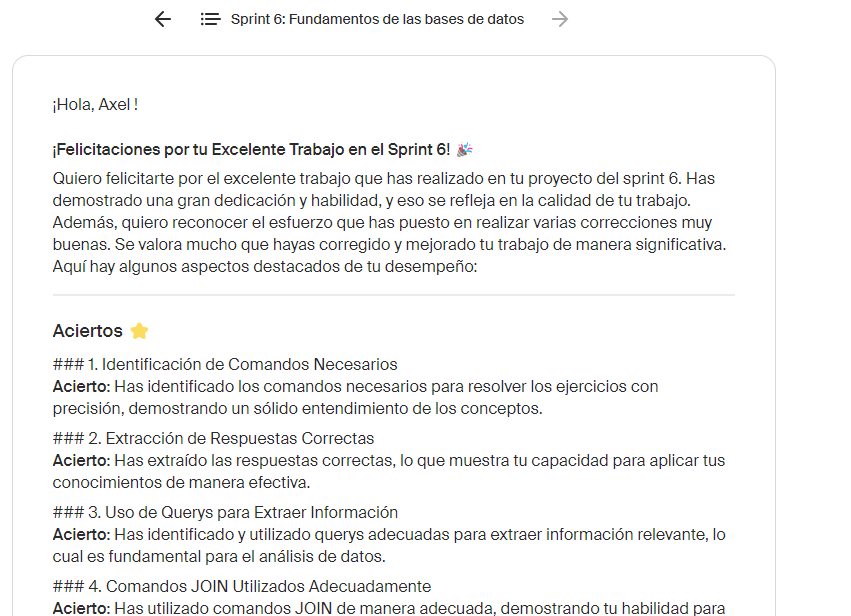 Sprint 6: Fundamentos de las bases de datos
¡Hola, Axel !
¡Felicitaciones por tu Excelente Trabajo en el Sprint 6! 🎉
Quiero felicitarte por el excelente trabajo que has realizado en tu proyecto del sprint 6. Has
demostrado una gran dedicación y habilidad, y eso se refleja en la calidad de tu trabajo.
Además, quiero reconocer el esfuerzo que has puesto en realizar varias correcciones muy
buenas. Se valora mucho que hayas corregido y mejorado tu trabajo de manera significativa.
Aquí hay algunos aspectos destacados de tu desempeño:
Aciertos ⭐
### 1. Identificación de Comandos Necesarios
Acierto: Has identificado los comandos necesarios para resolver los ejercicios con
precisión, demostrando un sólido entendimiento de los conceptos.
### 2. Extracción de Respuestas Correctas
Acierto: Has extraído las respuestas correctas, lo que muestra tu capacidad para aplicar tus
conocimientos de manera efectiva.
### 3. Uso de Querys para Extraer Información
Acierto: Has identificado y utilizado querys adecuadas para extraer información relevante, lo
cual es fundamental para el análisis de datos.
### 4. Comandos JOIN Utilizados Adecuadamente
Acierto: Has utilizado comandos JOIN de manera adecuada, demostrando tu habilidad para